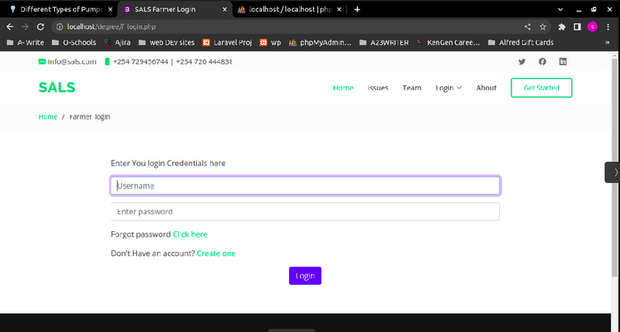 Different Types of Pump
SALS Farmer Login
localhost / localhost | php
localhost/degree/F_login.php
A- Write
O-Schools
Ajira
web DEV sites
Laravel Proj
wp
phpMyAdmin...
A23WRITER
KenGen Caree...
Alfred Gift Cards
info@sals.com
+254 729456744 | +254 720 444831
SALS
Home
Issues
Team
Login
About
Get Started
Home / Farmer login
Enter You login Credentials here
Username
Enter password
Forgot password Click here
Don't Have an account? Create one
Login